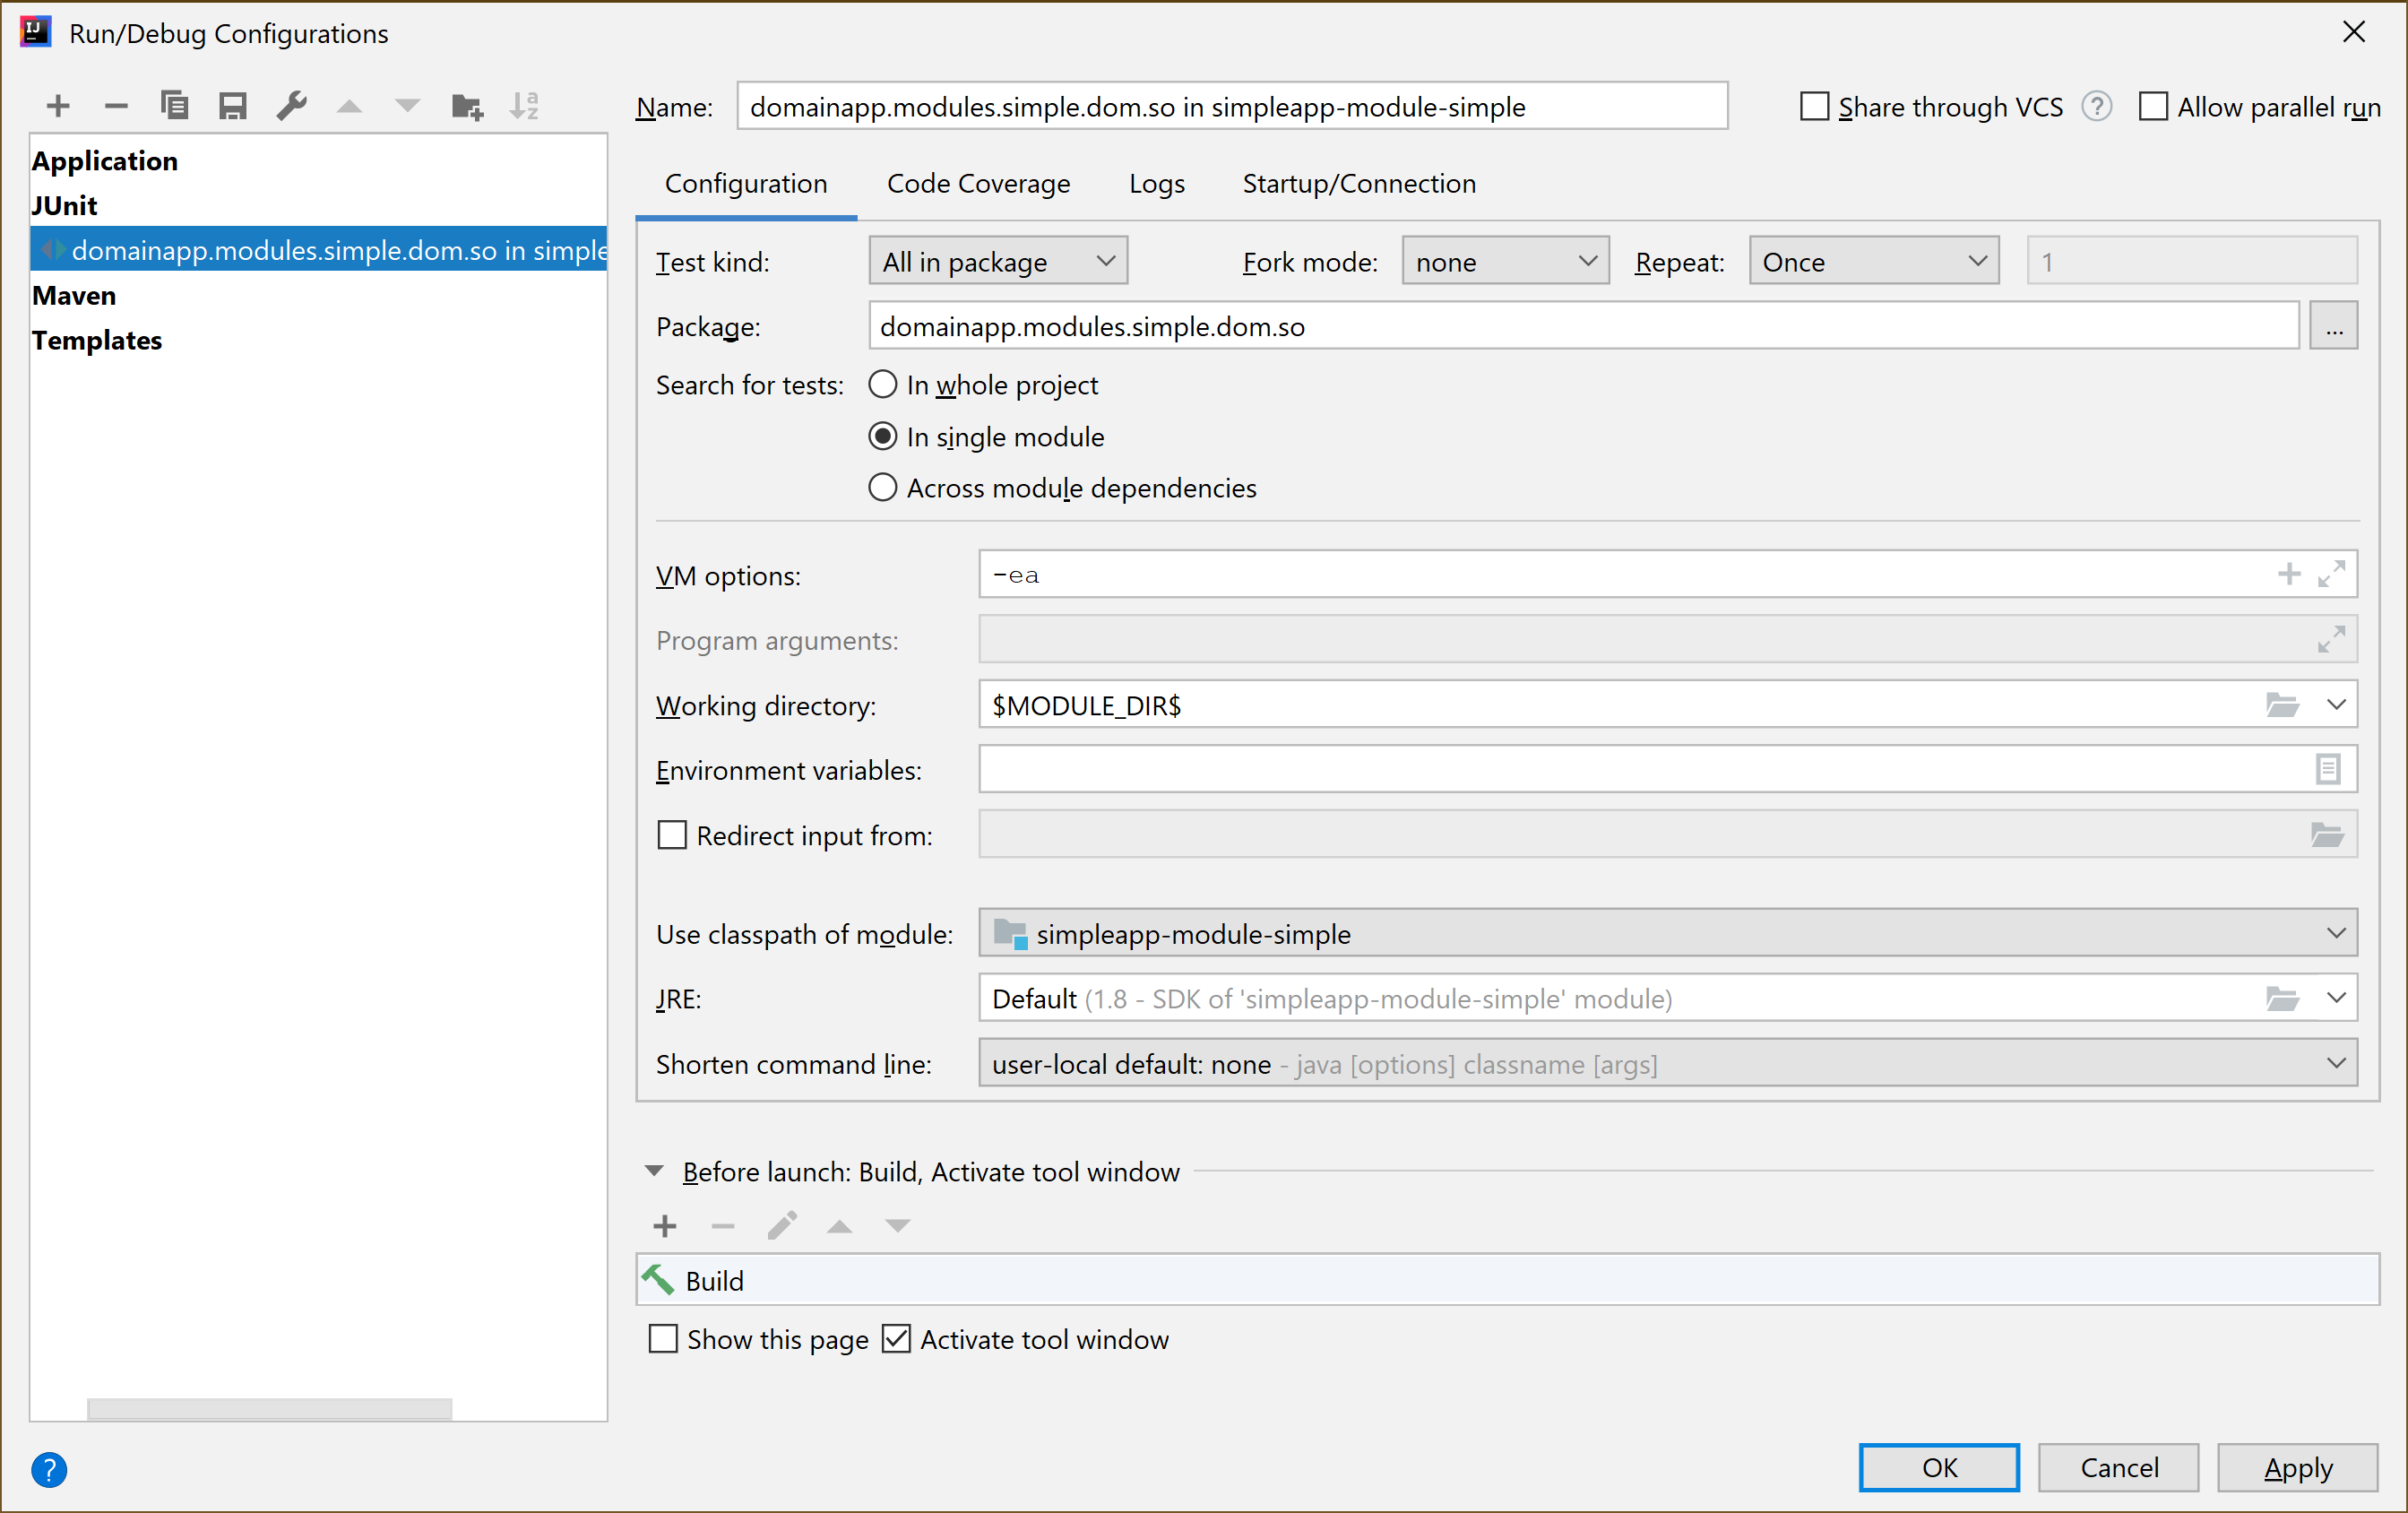 Run/Debug Configurations
Name: domainapp.modules.simple.dom.so in simpleapp-module-simple Share through VCS ? Allow parallel run
Application
JUnit
domainapp.modules.simple.dom.so in simple
Maven
Templates
Configuration Code Coverage Logs Startup/Connection
Test kind: All in package Fork mode: none Repeat: Once 1
Package: domainapp.modules.simple.dom.so ...
Search for tests: In whole project
In single module
Across module dependencies
VM options: -ea
Program arguments:
Working directory: $MODULE_DIR$
Environment variables:
Redirect input from:
Use classpath of module: simpleapp-module-simple
JRE: Default (1.8 - SDK of 'simpleapp-module-simple' module)
Shorten command line: user-local default: none - java [options] classname [args]
Before launch: Build, Activate tool window
Build
Show this page Activate tool window
? OK Cancel Apply